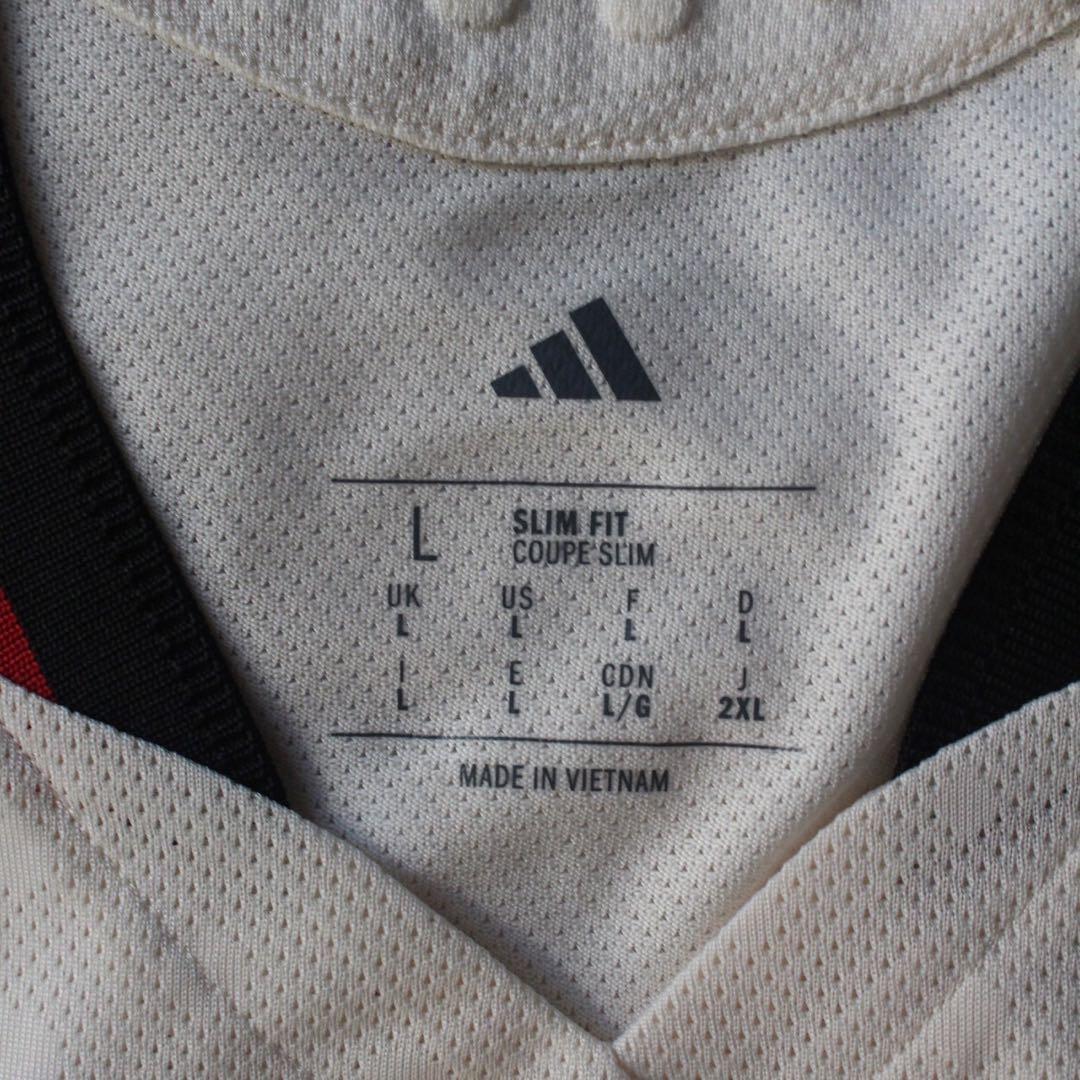 L SLIM FIT
COUPE SLIM
UK US F D
L L L L
I E CDN J
L L L/G 2XL
MADE IN VIETNAM